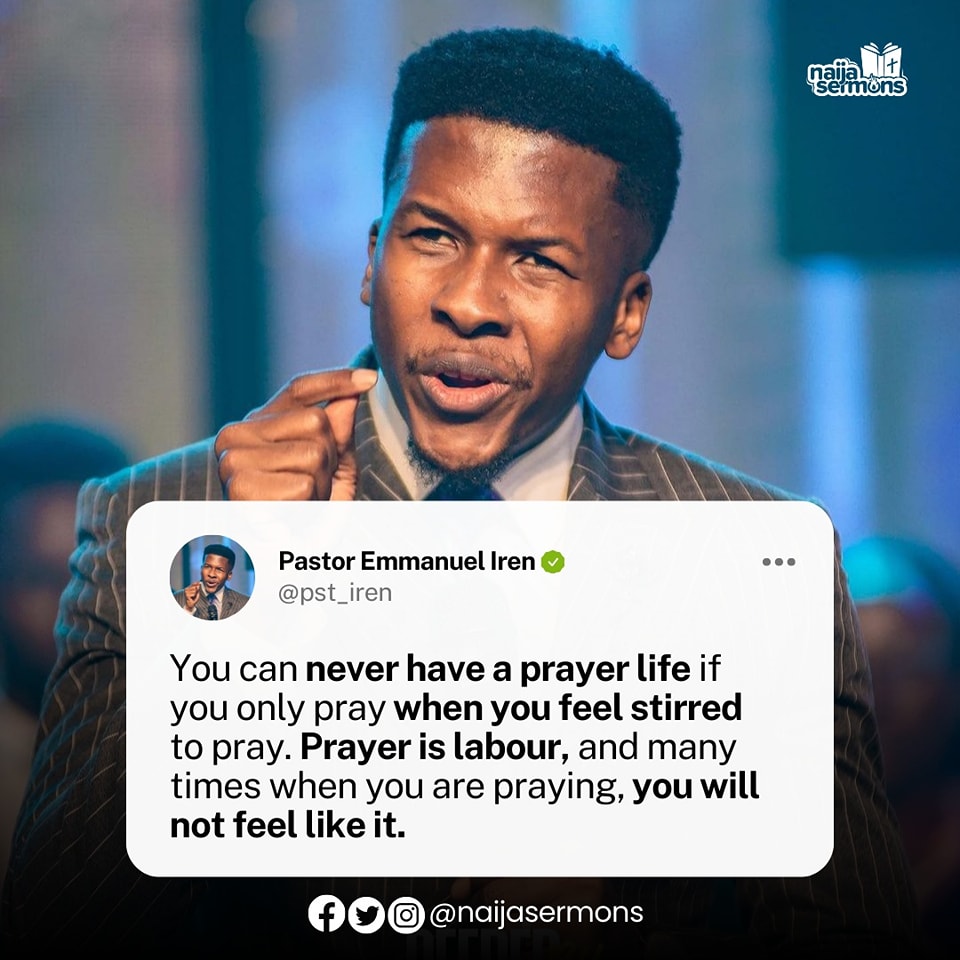 naija
sermons
Pastor Emmanuel Iren
@pst_iren
You can never have a prayer life if
you only pray when you feel stirred
to pray. Prayer is labour, and many
times when you are praying, you will
not feel like it.
@naijasermons
DEEPER